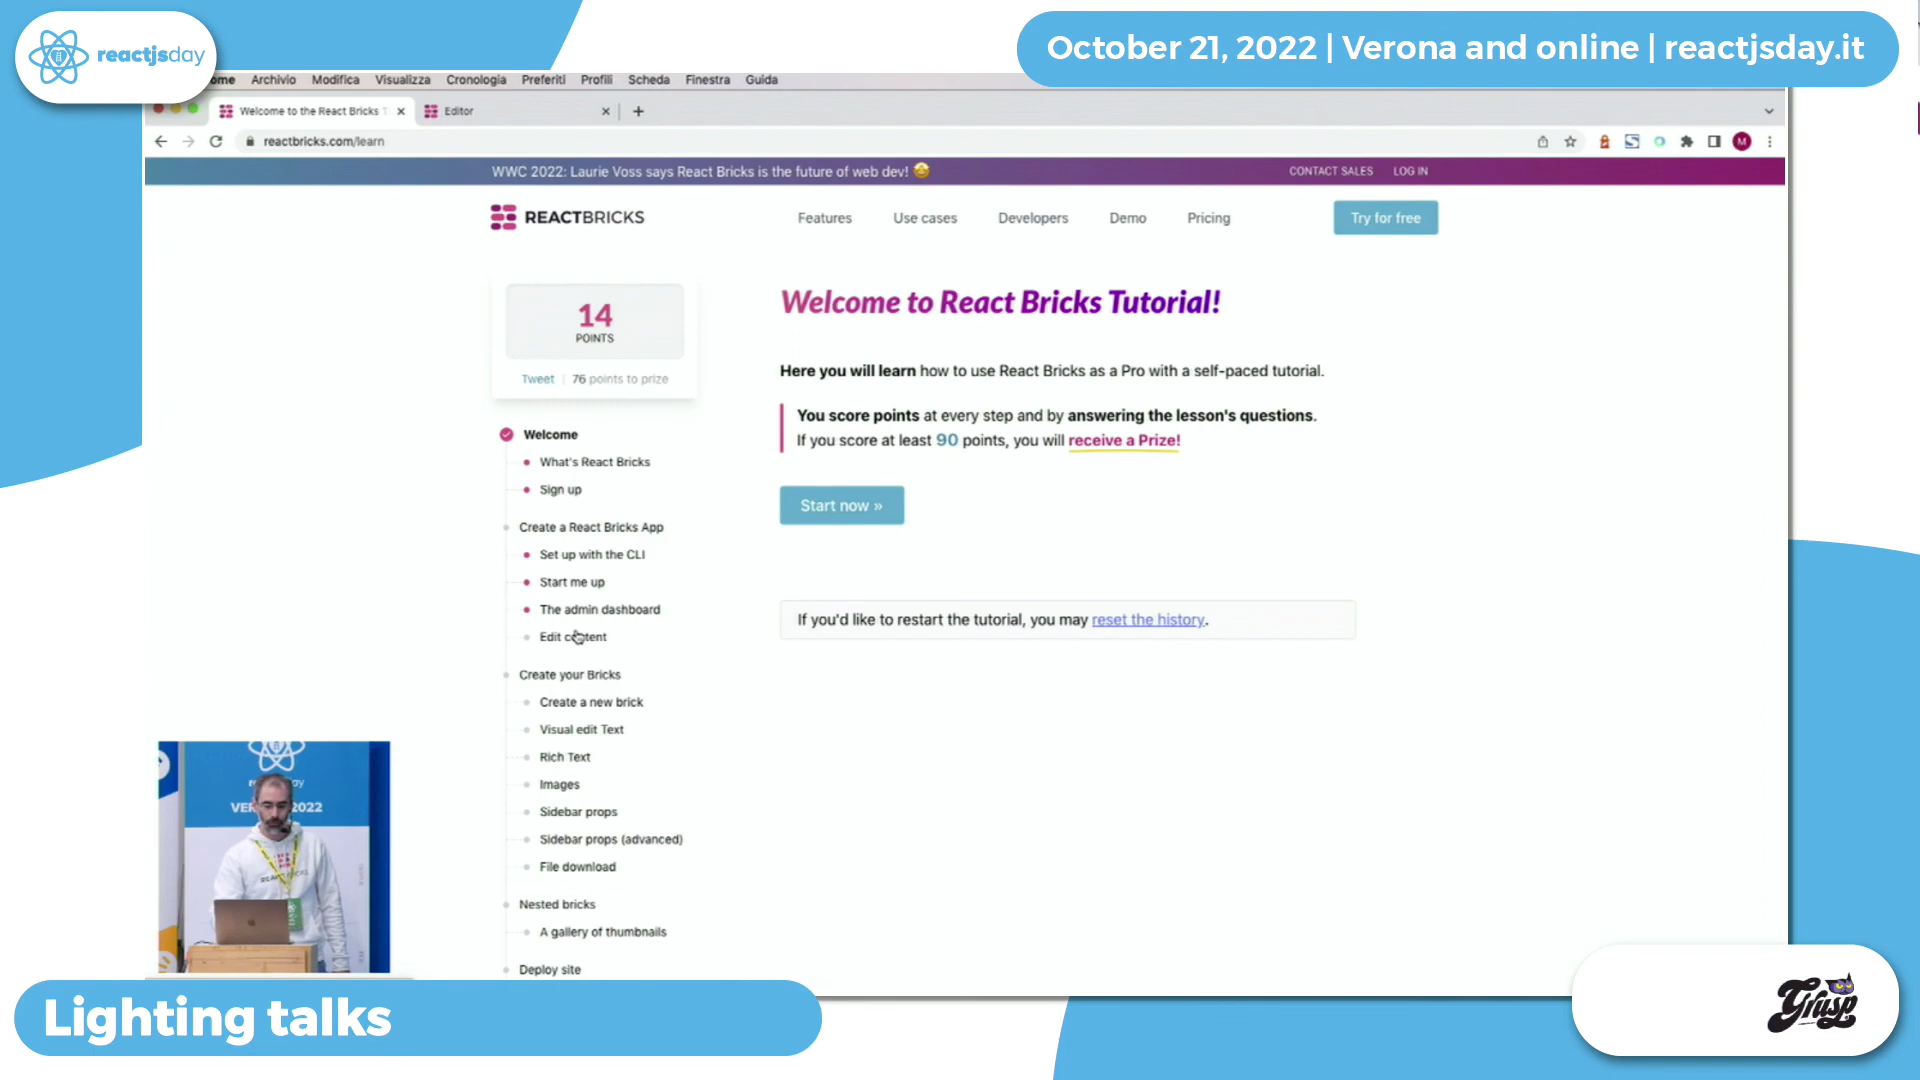 reactjsday
October 21, 2022 | Verona and online | reactjsday.it
ome Archivio Modifica Visualizza Cronologia Preferiti Profili Scheda Finestra Guida
Welcome to the React Bricks T
Editor
reactbricks.com/learn
M
WWC 2022: Laurie Voss says React Bricks is the future of web dev! 🤩
CONTACT SALES
LOG IN
REACTBRICKS
Features
Use cases
Developers
Demo
Pricing
Try for free
14
POINTS
Tweet | 76 points to prize
Welcome
What's React Bricks
Sign up
Create a React Bricks App
Set up with the CLI
Start me up
The admin dashboard
Edit content
Create your Bricks
Create a new brick
Visual edit Text
Rich Text
Images
Sidebar props
Sidebar props (advanced)
File download
Nested bricks
A gallery of thumbnails
Deploy site
Welcome to React Bricks Tutorial!
Here you will learn how to use React Bricks as a Pro with a self-paced tutorial.
You score points at every step and by answering the lesson's questions.
If you score at least 90 points, you will receive a Prize!
Start now »
If you'd like to restart the tutorial, you may reset the history.
2022
Lighting talks
Grusp